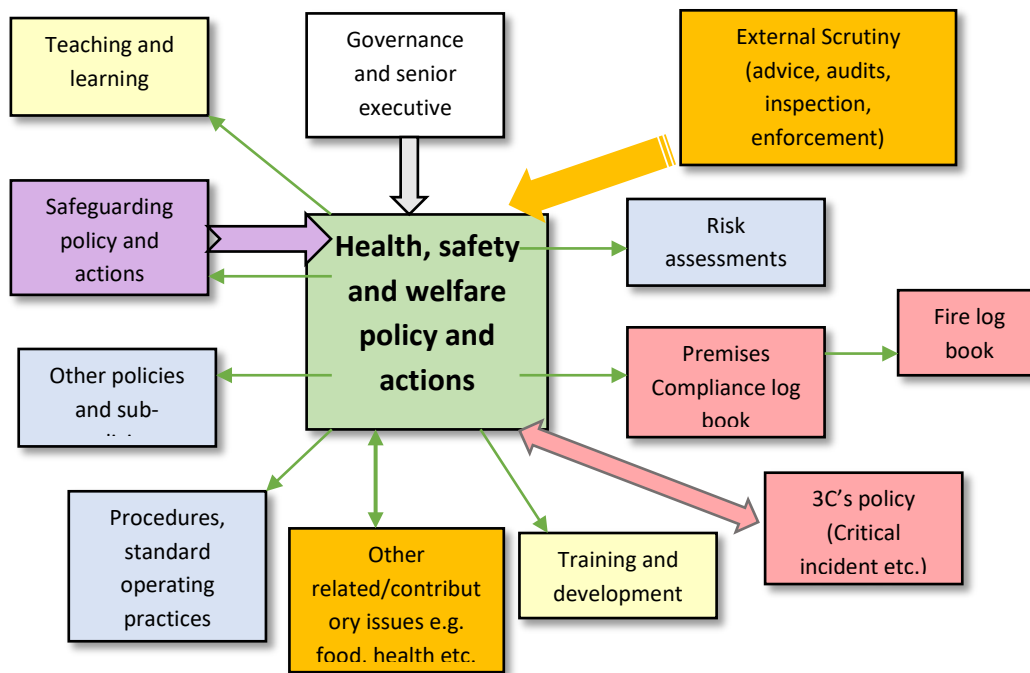 Teaching and
learning
Governance
and senior
executive
External Scrutiny
(advice, audits,
inspection,
enforcement)
Safeguarding
policy and
actions
Health, safety
and welfare
policy and
actions
Risk
assessments
Fire log
book
Premises
Compliance log
book
Other policies
and sub-
3C’s policy
(Critical
incident etc.)
Procedures,
standard
operating
practices
Other
related/contribut
ory issues e.g.
food, health etc.
Training and
development